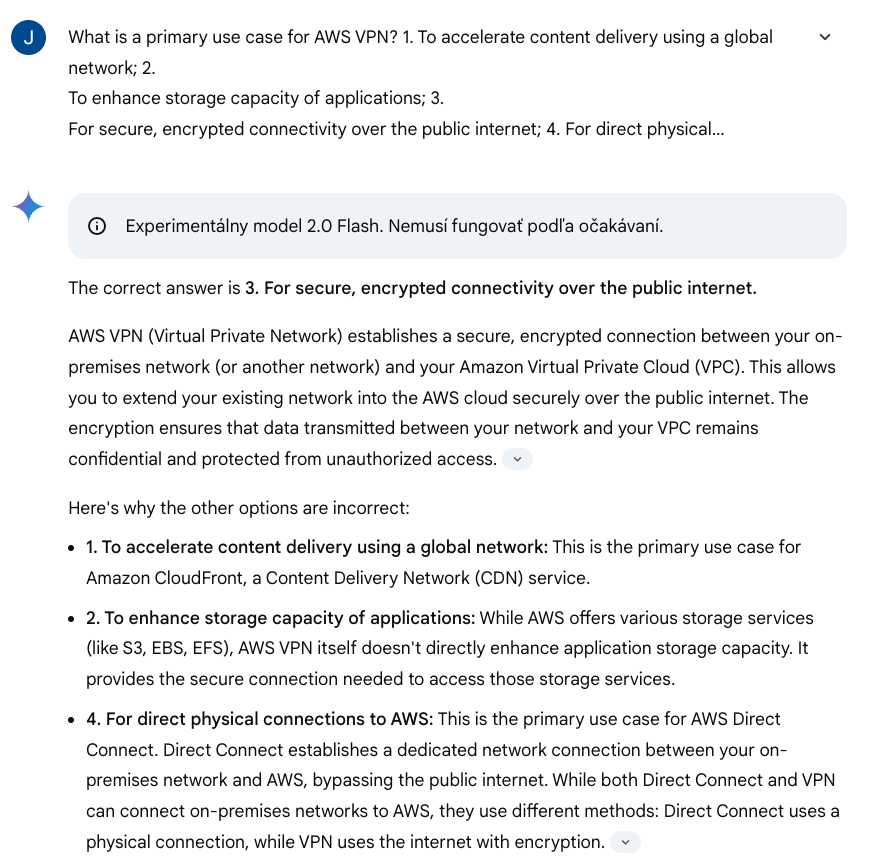 J
What is a primary use case for AWS VPN? 1. To accelerate content delivery using a global
network; 2.
To enhance storage capacity of applications; 3.
For secure, encrypted connectivity over the public internet; 4. For direct physical...
Experimentálny model 2.0 Flash. Nemusí fungovať podľa očakávaní.
The correct answer is 3. For secure, encrypted connectivity over the public internet.
AWS VPN (Virtual Private Network) establishes a secure, encrypted connection between your on-
premises network (or another network) and your Amazon Virtual Private Cloud (VPC). This allows
you to extend your existing network into the AWS cloud securely over the public internet. The
encryption ensures that data transmitted between your network and your VPC remains
confidential and protected from unauthorized access.
Here's why the other options are incorrect:
• 1. To accelerate content delivery using a global network: This is the primary use case for
Amazon CloudFront, a Content Delivery Network (CDN) service.
• 2. To enhance storage capacity of applications: While AWS offers various storage services
(like S3, EBS, EFS), AWS VPN itself doesn't directly enhance application storage capacity. It
provides the secure connection needed to access those storage services.
• 4. For direct physical connections to AWS: This is the primary use case for AWS Direct
Connect. Direct Connect establishes a dedicated network connection between your on-
premises network and AWS, bypassing the public internet. While both Direct Connect and VPN
can connect on-premises networks to AWS, they use different methods: Direct Connect uses a
physical connection, while VPN uses the internet with encryption.